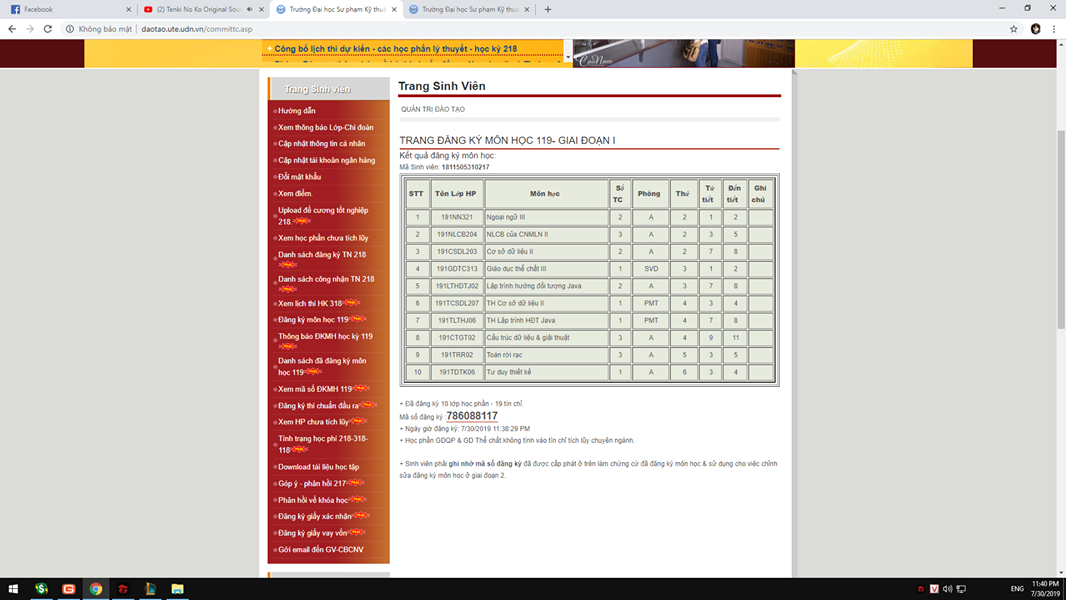 Facebook
(2) Tenki No Ko Original Sou
Trường Đại học Sư phạm Kỹ thu
Trường Đại học Sư phạm Kỹ thu
Không bảo mật | daotao.ute.udn.vn/committc.asp
+ Công bố lịch thi dự kiến - các học phần lý thuyết - học kỳ 218
Trang Sinh viên
Hướng dẫn
Xem thông báo Lớp-Chi đoàn
Cập nhật thông tin cá nhân
Cập nhật tài khoản ngân hàng
Đổi mật khẩu
Xem điểm.
Upload đề cương tốt nghiệp
218.
Xem học phần chưa tích lũy
Danh sách đăng ký TN 218
Danh sách công nhận TN 218
Xem lịch thi HK 318
Đăng ký môn học 119
Thông báo ĐKMH học kỳ 119
Danh sách đã đăng ký môn
học 119
Xem mã số ĐKMH 119
Đăng ký thi chuẩn đầu ra
Xem HP chưa tích lũy
Tình trạng học phí 218-318-
118
Download tài liệu học tập
Góp ý - phản hồi 217
Phản hồi về khóa học
Đăng ký giấy xác nhận
Đăng ký giấy vay vốn
Gởi email đến GV-CBCNV
Trang Sinh Viên
QUẢN TRỊ ĐÀO TẠO
TRANG ĐĂNG KÝ MÔN HỌC 119- GIAI ĐOẠN I
Kết quả đăng ký môn học:
Mã Sinh viên: 1811505310217
STT Tên Lớp HP Môn học Số TC Phòng Thứ Từ tiết Đến tiết Ghi chú
1 191NN321 Ngoại ngữ III 2 A 2 1 2
2 191NLCB204 NLCB của CNMLN II 3 A 2 3 5
3 191CSDL203 Cơ sở dữ liệu II 2 A 2 7 8
4 191GDTC313 Giáo dục thể chất III 1 SVD 3 1 2
5 191LTHDTJ02 Lập trình hướng đối tượng Java 2 A 3 7 8
6 191TCSDL207 TH Cơ sở dữ liệu II 1 PMT 4 3 4
7 191TLTHJ06 TH Lập trình HĐT Java 1 PMT 4 7 8
8 191CTGT02 Cấu trúc dữ liệu & giải thuật 3 A 4 9 11
9 191TRR02 Toán rời rạc 3 A 5 3 5
10 191TDTK06 Tư duy thiết kế 1 A 6 3 4
+ Đã đăng ký 10 lớp học phần - 19 tín chỉ.
Mã số đăng ký :786088117
+ Ngày giờ đăng ký: 7/30/2019 11:38:29 PM
+ Học phần GDQP & GD Thể chất không tính vào tín chỉ tích lũy chuyên ngành.
+ Sinh viên phải ghi nhớ mã số đăng ký đã được cấp phát ở trên làm chứng cứ đã đăng ký môn học & sử dụng cho việc chỉnh
sửa đăng ký môn học ở giai đoạn 2.
ENG
11:40 PM
7/30/2019